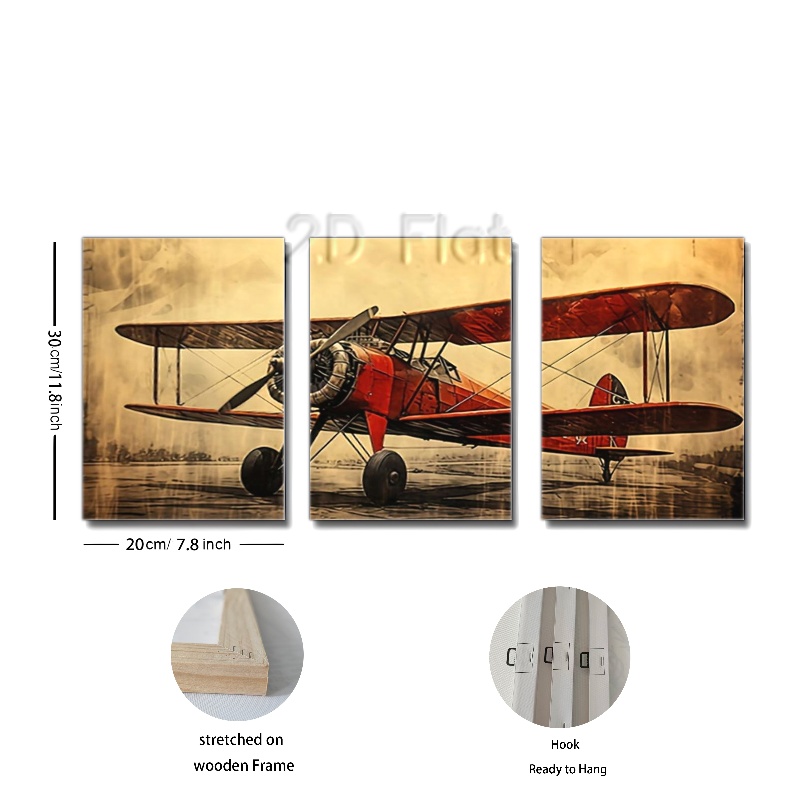 2D Flat
30cm/11.8inch
20cm/ 7.8 inch
stretched on
wooden Frame
Hook
Ready to Hang